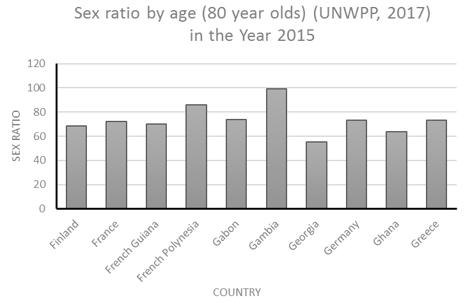 Sex ratio by age (80 year olds) (UNWPP, 2017)
in the Year 2015
120
100
80
60
40
20
0
SEX RATIO
Finland
France
French Guiana
French Polynesia
Gabon
Gambia
Georgia
Germany
Ghana
Greece
COUNTRY